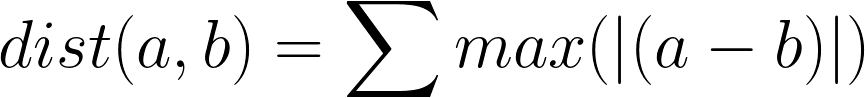 dist(a, b) = ∑ max(|(a − b)|)